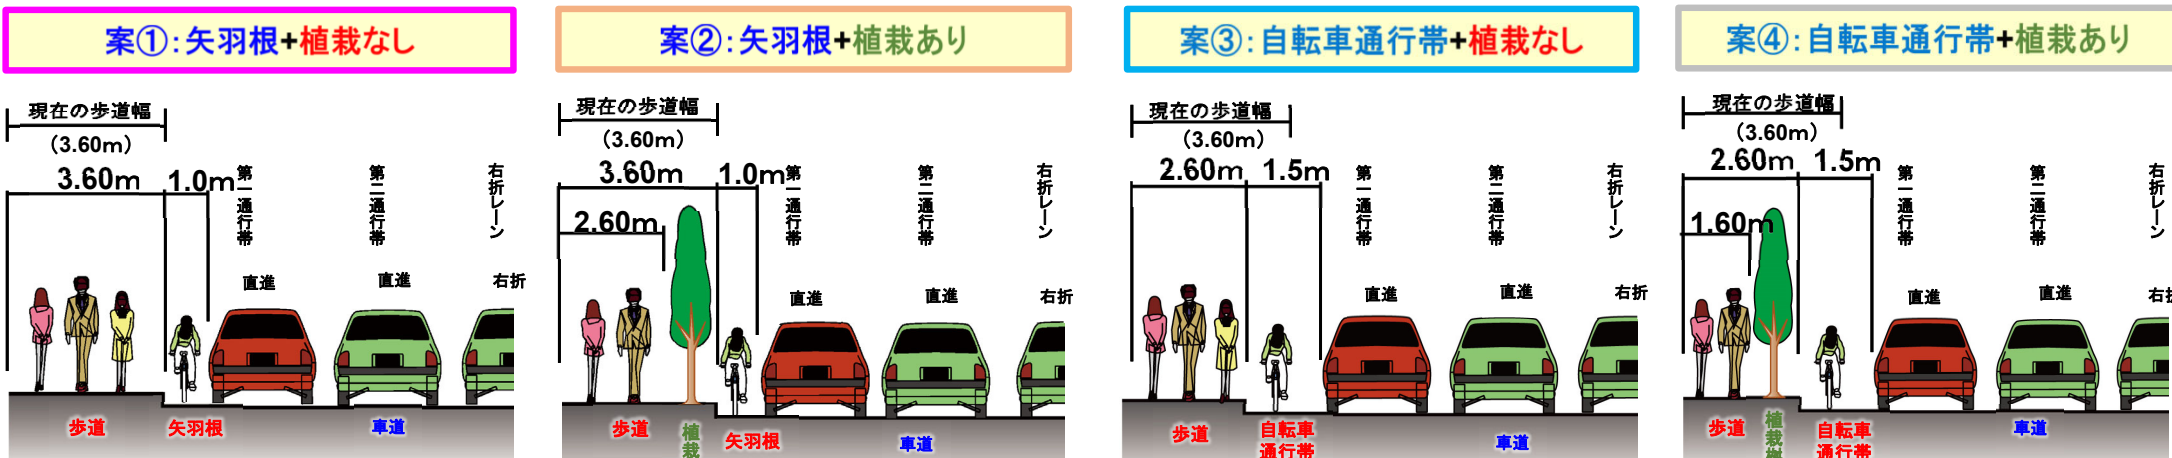 案①:矢羽根+植栽なし
現在の歩道幅
(3.60m)
3.60m
1.0m
第一通行帯
第二通行帯
右折レーン
直進
直進
右折
歩道
矢羽根
車道
案②:矢羽根+植栽あり
現在の歩道幅
(3.60m)
3.60m
1.0m
2.60m
第一通行帯
第二通行帯
右折レーン
直進
直進
右折
歩道
植栽
矢羽根
車道
案③:自転車通行帯+植栽なし
現在の歩道幅
(3.60m)
2.60m
1.5m
第一通行帯
第二通行帯
右折レーン
直進
直進
右折
歩道
自転車
通行帯
車道
案④:自転車通行帯+植栽あり
現在の歩道幅
(3.60m)
2.60m
1.5m
1.60m
第一通行帯
第二通行帯
右折レーン
直進
直進
右折
歩道
植栽
自転車
通行帯
車道